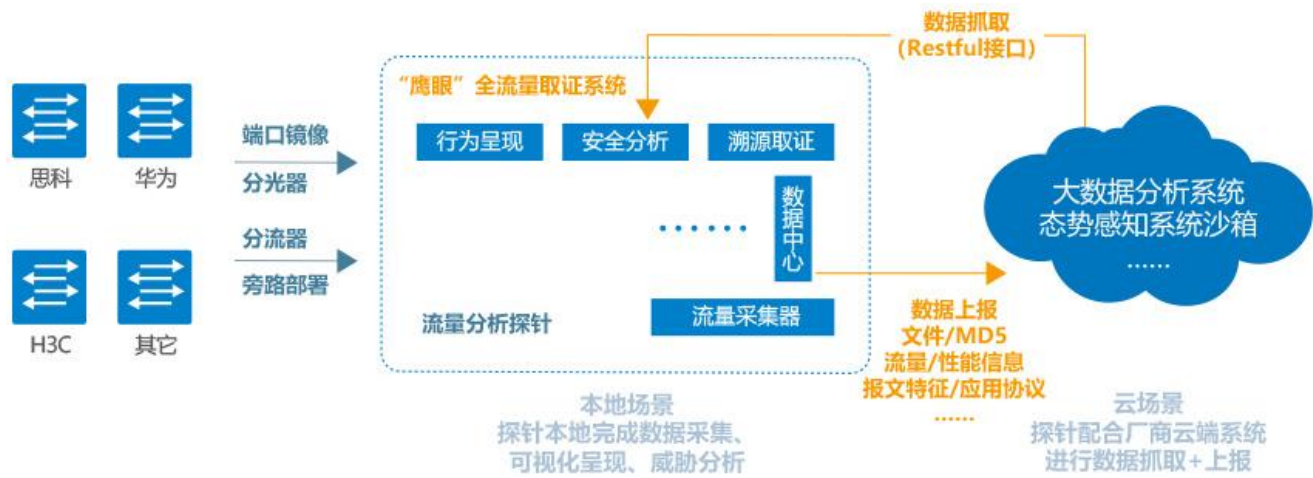 思科
华为
H3C
其它
端口镜像
分光器
分流器
旁路部署
“鹰眼”全流量取证系统
行为呈现
安全分析
溯源取证
数据中心
······
流量采集器
流量分析探针
数据抓取
(Restful接口)
大数据分析系统
态势感知系统沙箱
......
数据上报
文件/MD5
流量/性能信息
报文特征/应用协议
......
本地场景
探针本地完成数据采集、
可视化呈现、威胁分析
云场景
探针配合厂商云端系统
进行数据抓取+上报